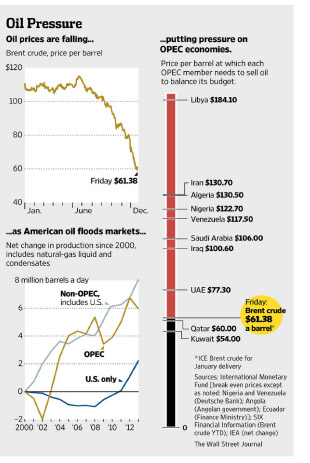 Oil Pressure
Oil prices are falling...
Brent crude, price per barrel
$120
100
80
60
40
Friday $61.38
Jan.
June
Dec.
...as American oil floods markets...
Net change in production since 2000,
includes natural-gas liquid and
condensates
8 million barrels a day
6
4
2
0
–2
Non-OPEC,
includes U.S.
OPEC
U.S. only
2000 '02 '04 '06 '08 '10 '12
...putting pressure on
OPEC economies.
Price per barrel at which each
OPEC member needs to sell oil
to balance its budget.
Libya $184.10
Iran $130.70
Algeria $130.50
Nigeria $122.70
Venezuela $117.50
Saudi Arabia $106.00
Iraq $100.60
UAE $77.30
Friday:
Brent crude
$61.38
a barrel*
Qatar $60.00
Kuwait $54.00
0
*ICE Brent crude for
January delivery
Sources: International Monetary
Fund [break even prices except
as noted: Nigeria and Venezuela
(Deutsche Bank); Angola
(Angolan government); Ecuador
(Finance Ministry)]; SIX
Financial Information (Brent
crude YTD); IEA (net change)
The Wall Street Journal